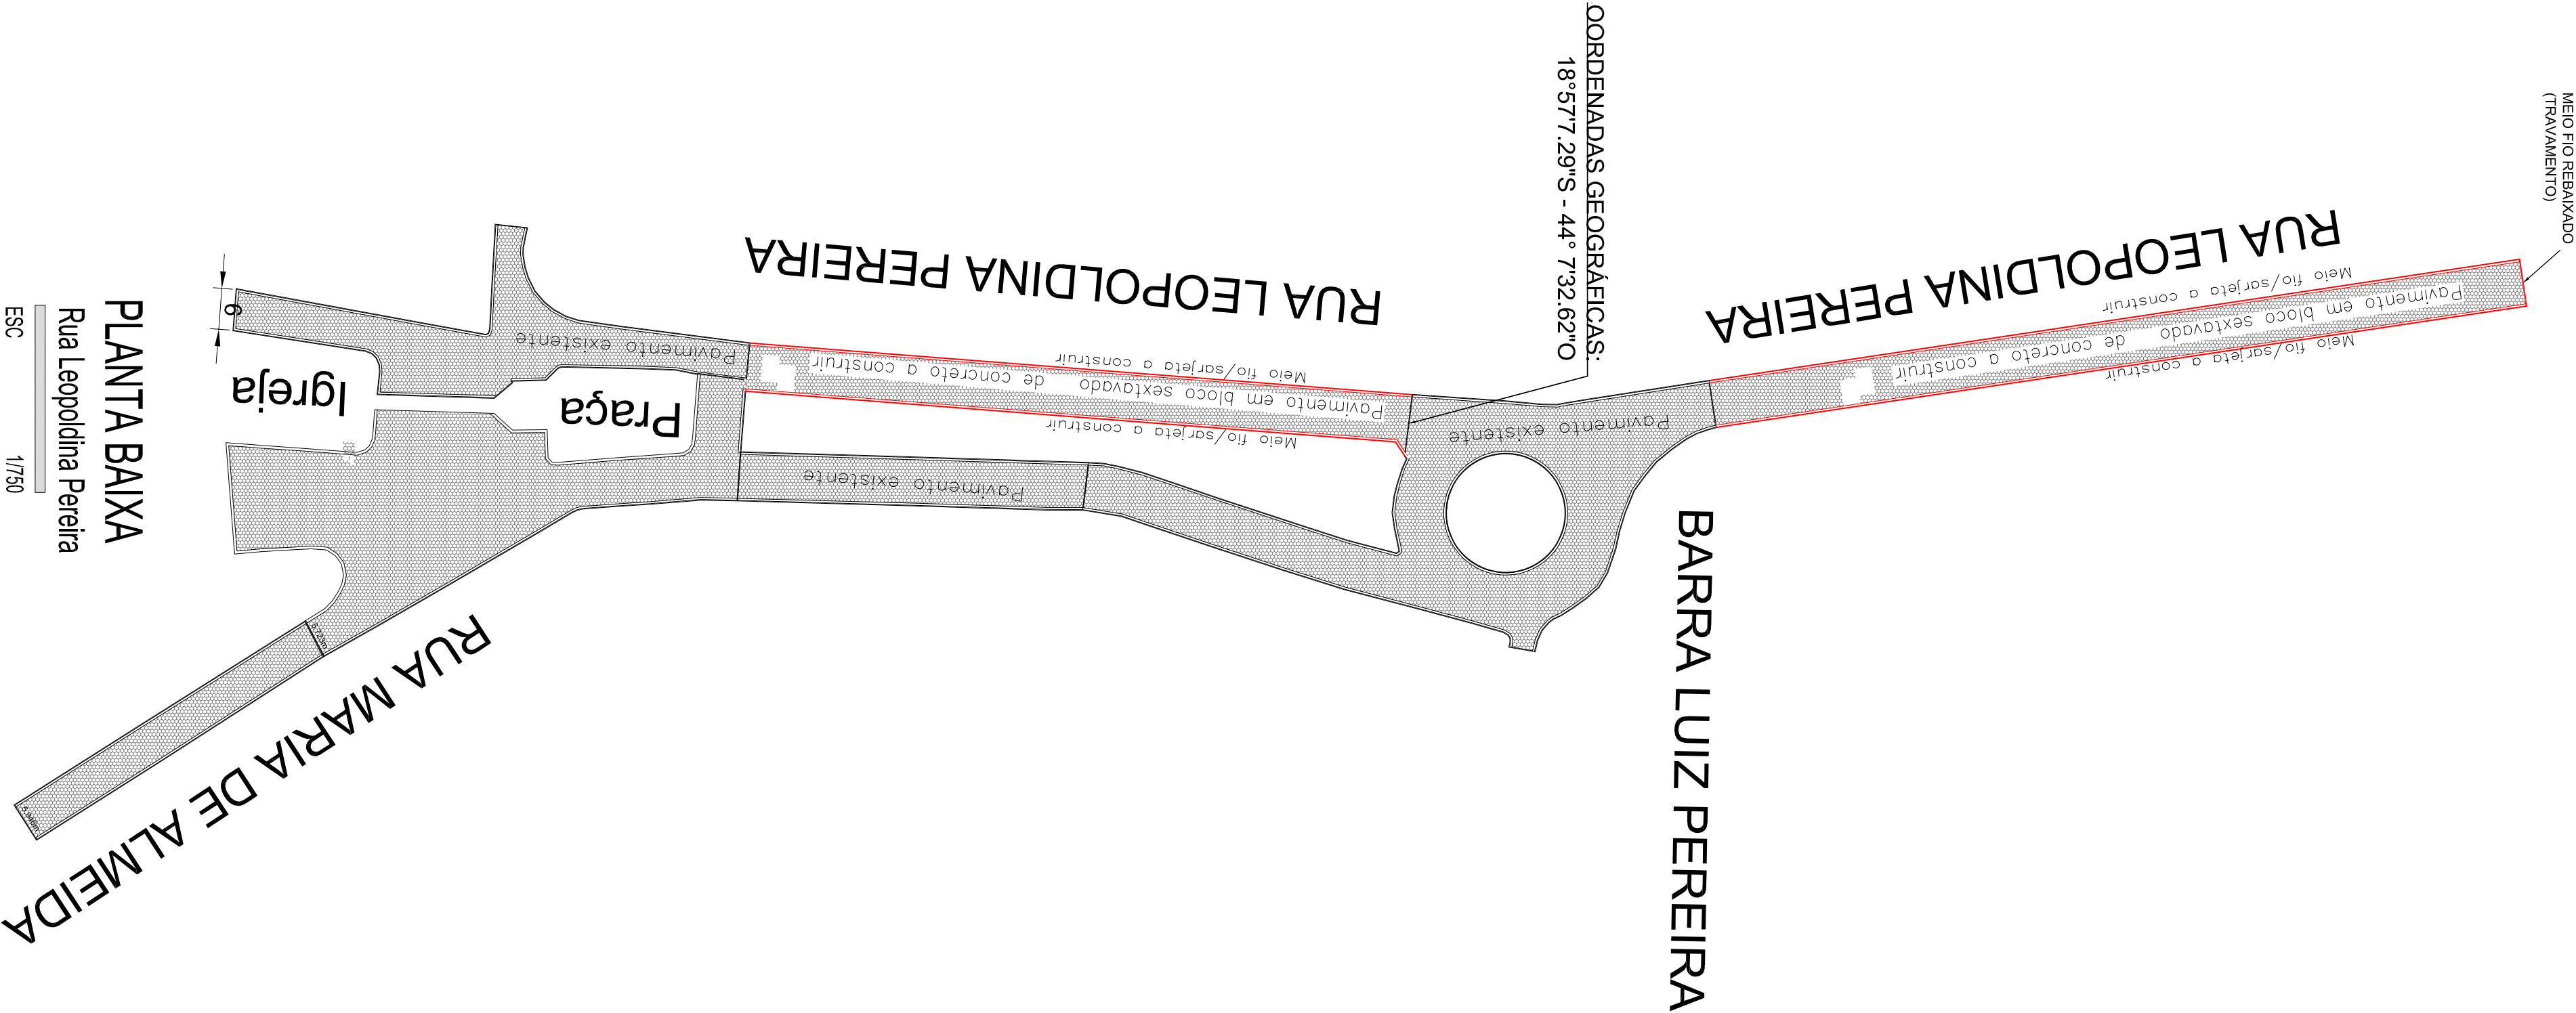 MEIO FIO REBAIXADO
(TRAVAMENTO)
OORDENADAS GEOGRÁFICAS:
18°57'7.29"S - 44° 7'32.62"O
RUA LEOPOLDINA PEREIRA
Meio fio/sarjeta a construir
Pavimento em bloco sextavado de concreto a construir
Meio fio/sarjeta a construir
RUA LEOPOLDINA PEREIRA
Meio fio/sarjeta a construir
Pavimento em bloco sextavado de concreto a construir
Meio fio/sarjeta a construir
Pavimento existente
Pavimento existente
Pavimento existente
BARRA LUIZ PEREIRA
Praça
Igreja
6
RUA MARIA DE ALMEIDA
PLANTA BAIXA
Rua Leopoldina Pereira
ESC 1/750